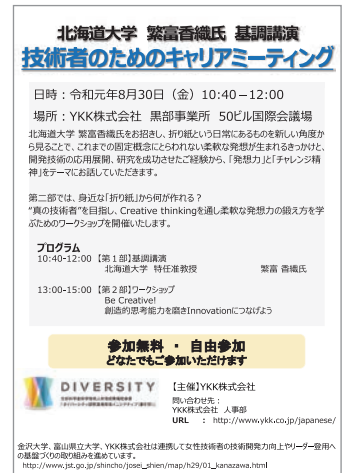 北海道大学 繁富香織氏 基調講演
技術者のためのキャリアミーティング
日時：令和元年8月30日（金）10:40－12:00
場所：YKK株式会社 黒部事業所 50ビル国際会議場
北海道大学 繁富香織氏をお招きし、折り紙という日常にあるものを新しい角度か
ら見ることで、これまでの固定概念にとらわれない柔軟な発想が生まれるきっかけと、
開発技術の応用展開、研究を成功させたご経験から、「発想力」と「チャレンジ精
神」をテーマにお話していただきます。
第二部では、身近な「折り紙」から何が作れる？
"真の技術者"を目指し、Creative thinkingを通し柔軟な発想力の鍛え方を学
ぶためのワークショップを開催いたします。
プログラム
10:40-12:00 【第１部】基調講演
北海道大学 特任准教授 繁富 香織氏
13:00-15:00 【第２部】ワークショップ
Be Creative!
創造的思考能力を磨きInnovationにつなげよう
参加無料 ・ 自由参加
どなたでもご参加いただけます
DIVERSITY
【主催】YKK株式会社
問い合わせ先：
YKK株式会社 人事部
URL ： http://www.ykk.co.jp/japanese/
金沢大学、富山県立大学、YKK株式会社は連携して女性技術者の技術開発力向上やリーダー登用へ
の基盤づくりの取り組みを進めています。
http://www.jst.go.jp/shincho/josei_shien/map/h29/01_kanazawa.html